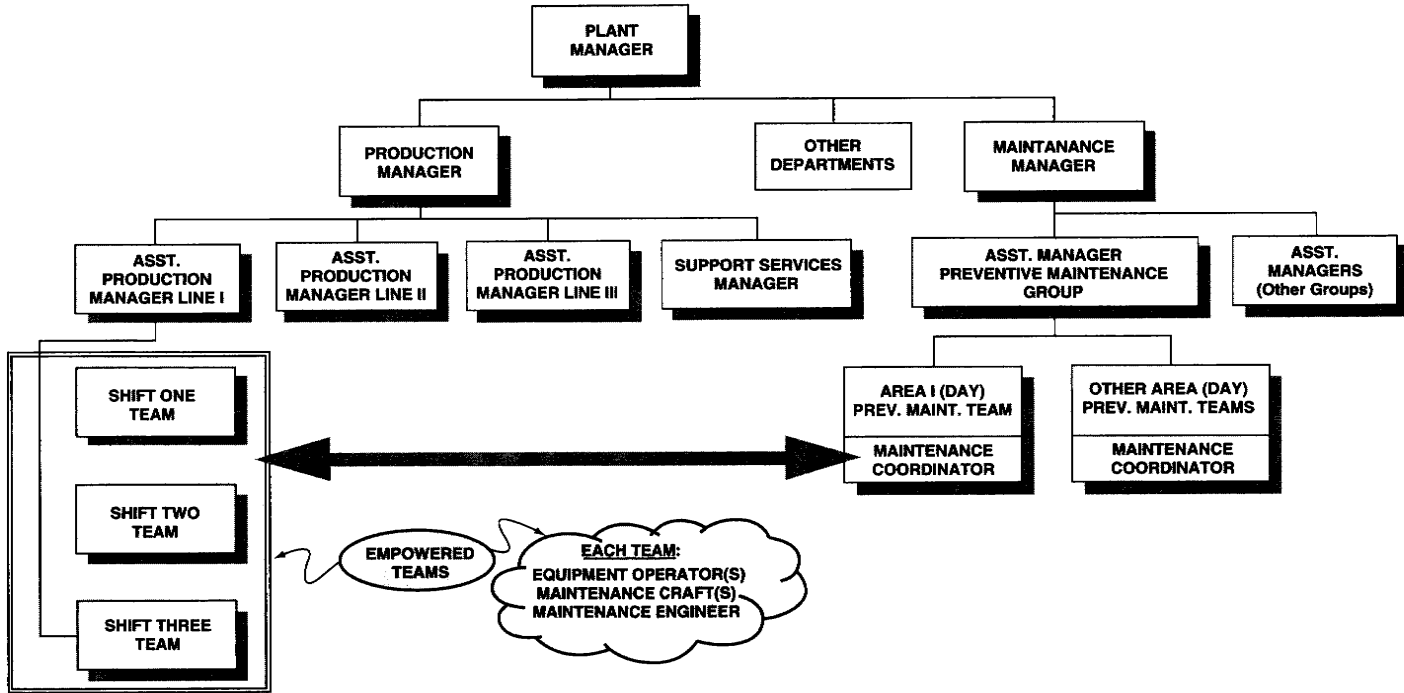 PLANT
MANAGER
PRODUCTION
MANAGER
OTHER
DEPARTMENTS
MAINTANANCE
MANAGER
ASST.
PRODUCTION
MANAGER LINE I
ASST.
PRODUCTION
MANAGER LINE II
ASST.
PRODUCTION
MANAGER LINE III
SUPPORT SERVICES
MANAGER
ASST. MANAGER
PREVENTIVE MAINTENANCE
GROUP
ASST.
MANAGERS
(Other Groups)
SHIFT ONE
TEAM
SHIFT TWO
TEAM
SHIFT THREE
TEAM
AREA I (DAY)
PREV. MAINT. TEAM
MAINTENANCE
COORDINATOR
OTHER AREA (DAY)
PREV. MAINT. TEAMS
MAINTENANCE
COORDINATOR
EMPOWERED
TEAMS
EACH TEAM:
EQUIPMENT OPERATOR(S)
MAINTENANCE CRAFT(S)
MAINTENANCE ENGINEER